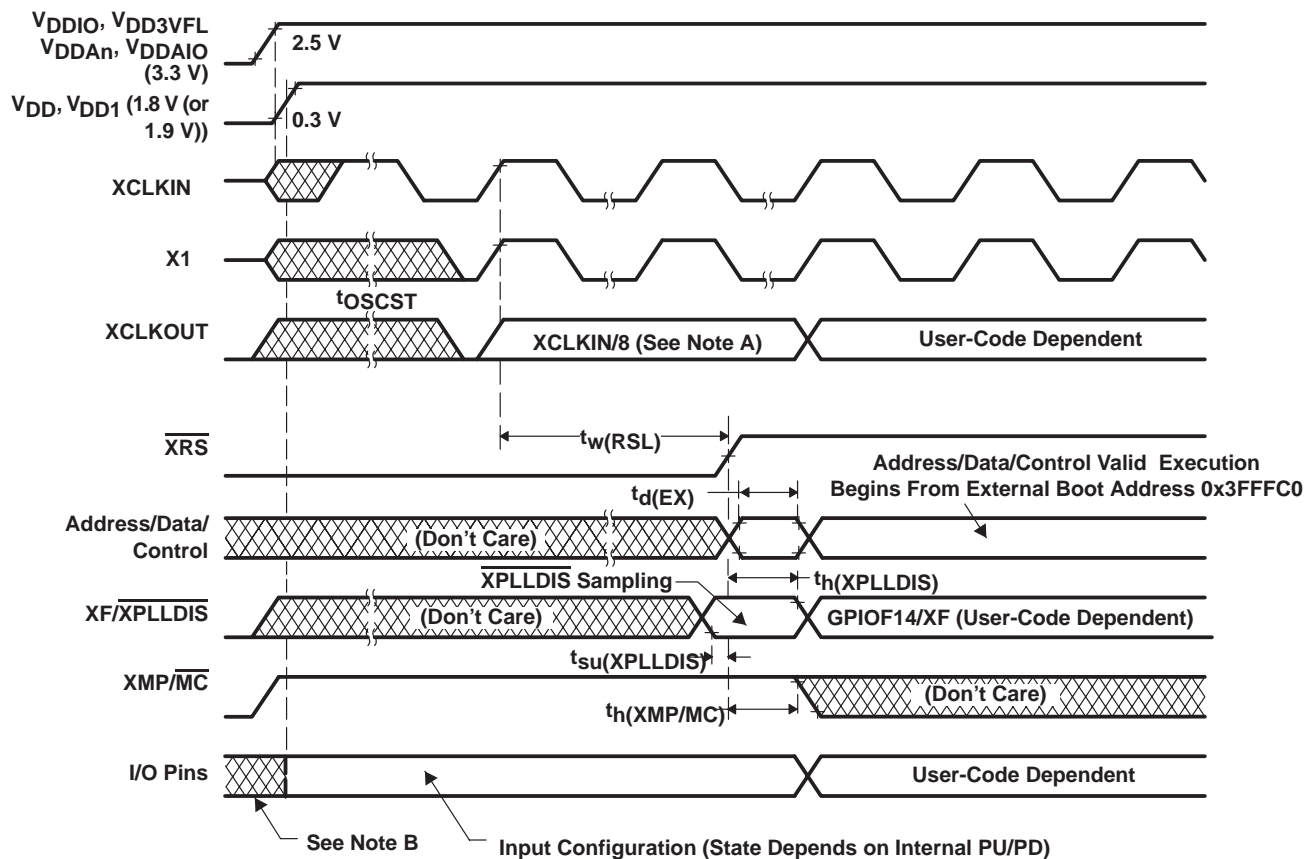 VDDIO, VDD3VFL
VDDAn, VDDAIO
(3.3 V)
2.5 V
VDD, VDD1 (1.8 V (or
1.9 V))
0.3 V
XCLKIN
X1
tOSCST
XCLKOUT
XCLKIN/8 (See Note A)
User-Code Dependent
XRS
tw(RSL)
Address/Data/Control Valid Execution
Begins From External Boot Address 0x3FFFC0
td(EX)
Address/Data/
Control
(Don't Care)
XPLLDIS Sampling
th(XPLLDIS)
XF/XPLLDIS
(Don't Care)
GPIOF14/XF (User-Code Dependent)
tsu(XPLLDIS)
XMP/MC
(Don't Care)
th(XMP/MC)
I/O Pins
User-Code Dependent
See Note B
Input Configuration (State Depends on Internal PU/PD)